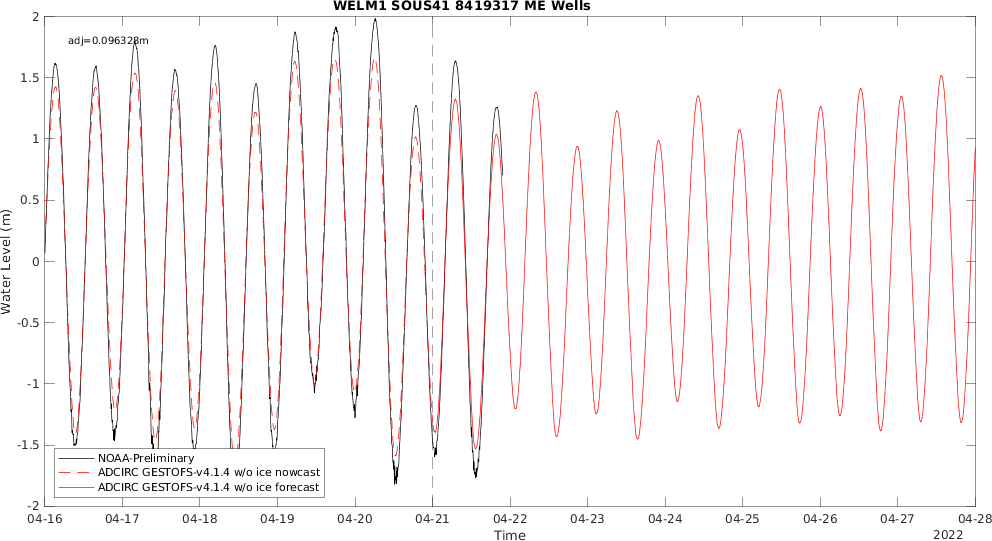 WELM1 SOUS41 8419317 ME Wells
adj=0.096328m
Water Level (m)
2
1.5
1
0.5
0
-0.5
-1
-1.5
-2
NOAA-Preliminary
ADCIRC GESTOFS-v4.1.4 w/o ice nowcast
ADCIRC GESTOFS-v4.1.4 w/o ice forecast
04-16 04-17 04-18 04-19 04-20 04-21 04-22 04-23 04-24 04-25 04-26 04-27 04-28
Time
2022